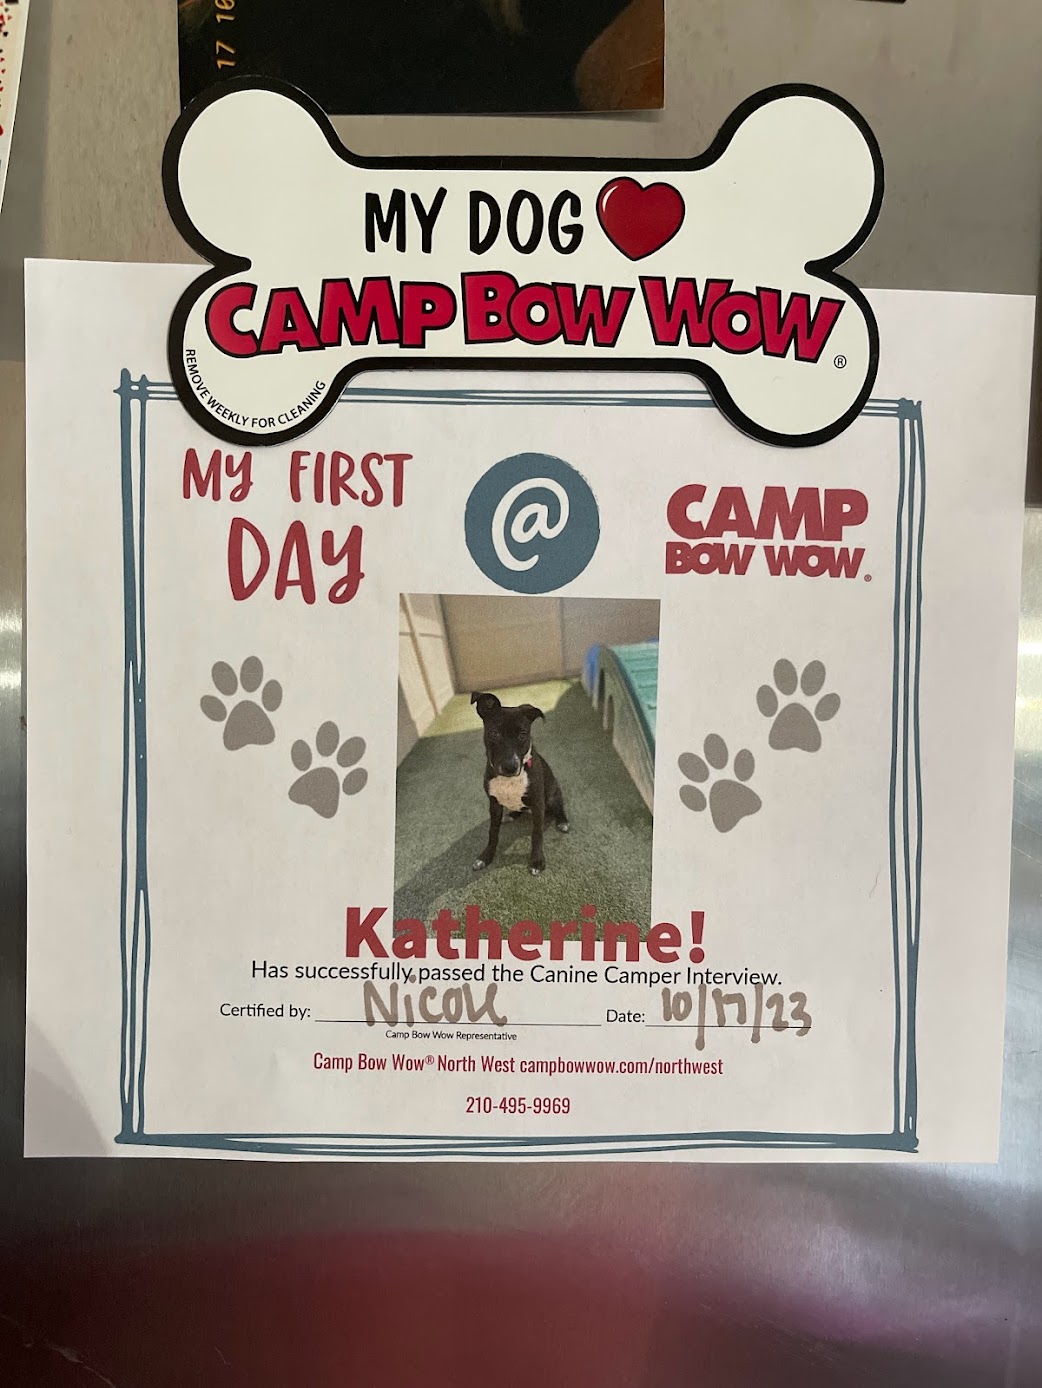 17 10
MY DOG
CAMP BOW WOW®
REMOVE WEEKLY FOR CLEANING
MY FIRST
DAY
@
CAMP
BOW WOW®
Katherine!
Has successfully passed the Canine Camper Interview.
Certified by: Nicole Date: 10/17/23
Camp Bow Wow Representative
Camp Bow Wow® North West campbowwow.com/northwest
210-495-9969